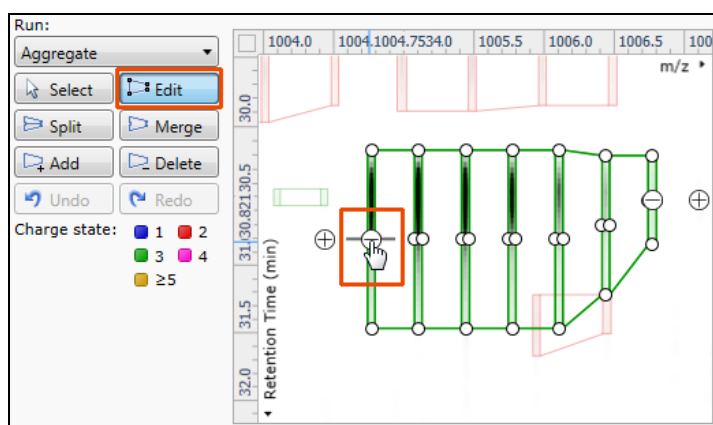 Run:
Aggregate
Select
Edit
Split
Merge
Add
Delete
Undo
Redo
Charge state:
1
2
3
4
≥5
1004.0
1004.1004.7534.0
1005.5
1006.0
1006.5
100
m/z
30.0
31.(30.82130.5
31.5
32.0
Retention Time (min)